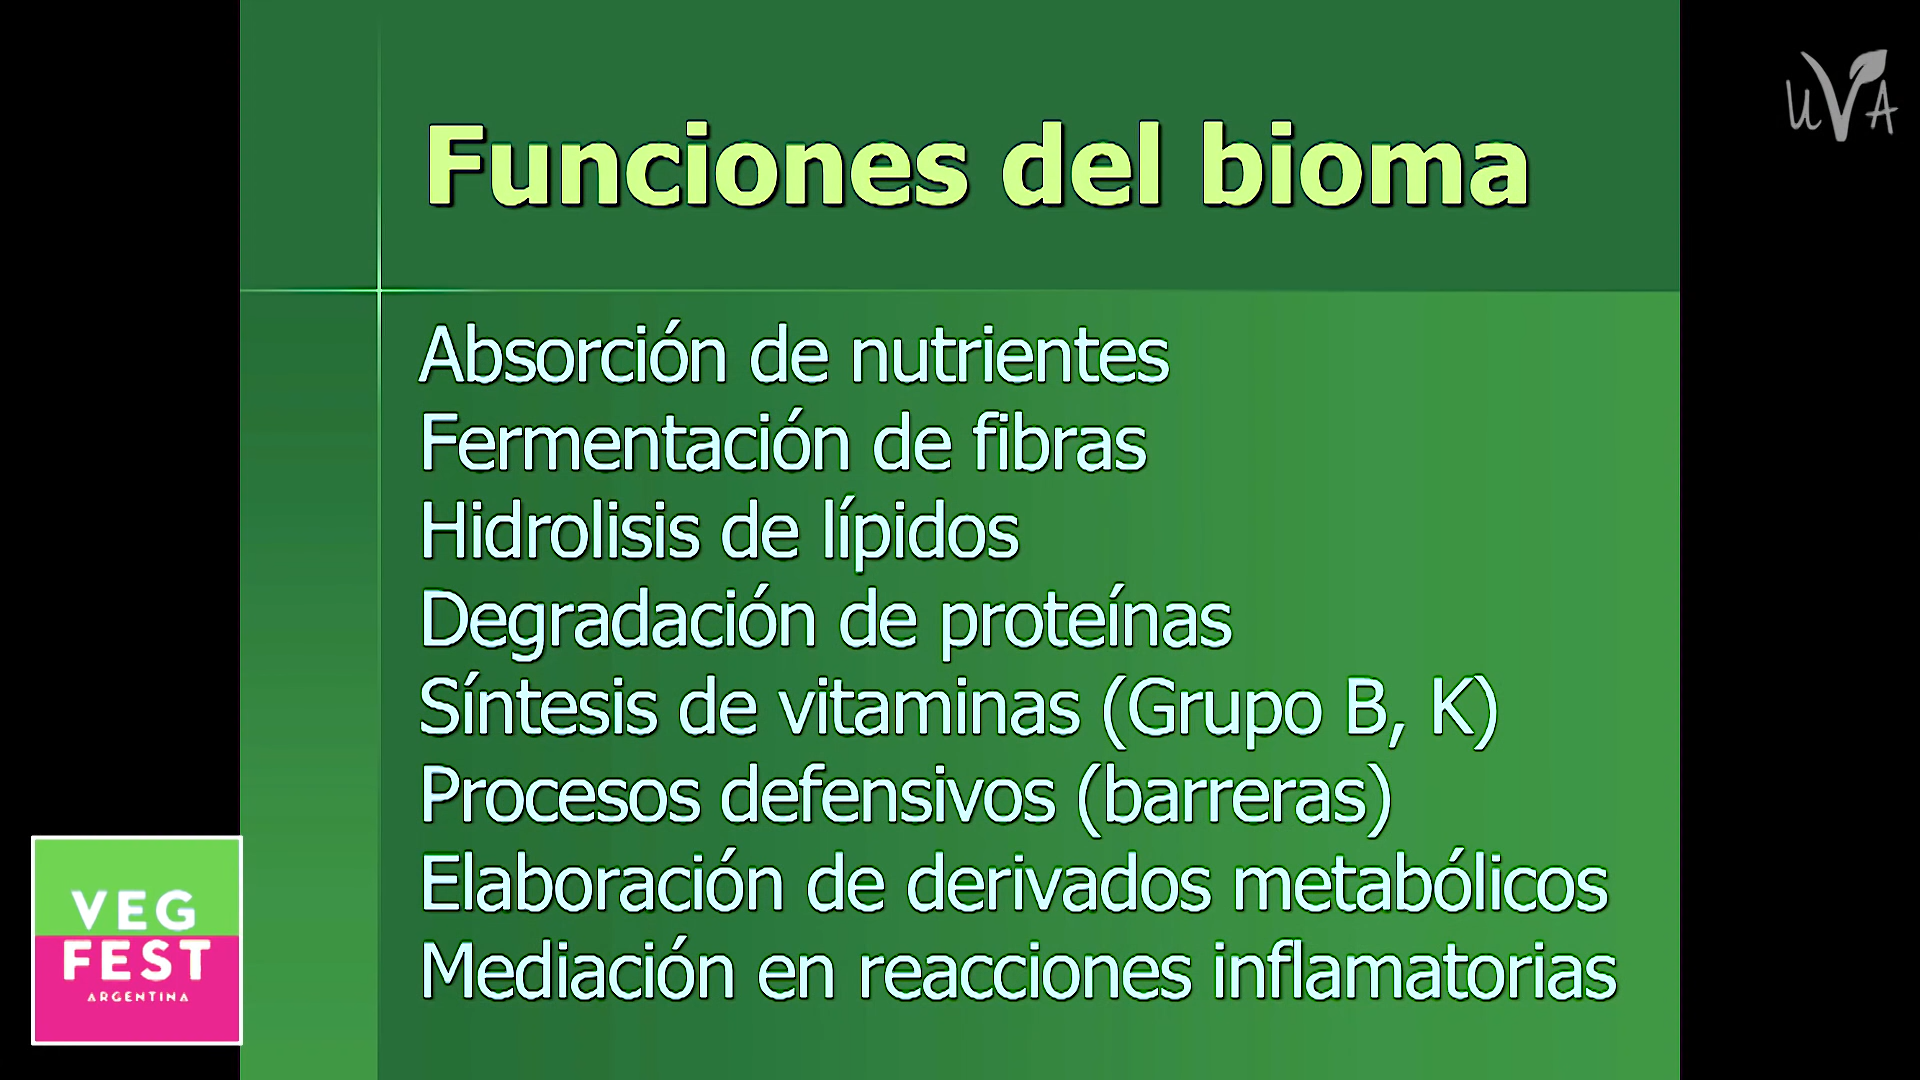 Funciones del bioma
Absorción de nutrientes
Fermentación de fibras
Hidrolisis de lípidos
Degradación de proteínas
Síntesis de vitaminas (Grupo B, K)
Procesos defensivos (barreras)
Elaboración de derivados metabólicos
Mediación en reacciones inflamatorias
UVA
VEG
FEST
ARGENTINA